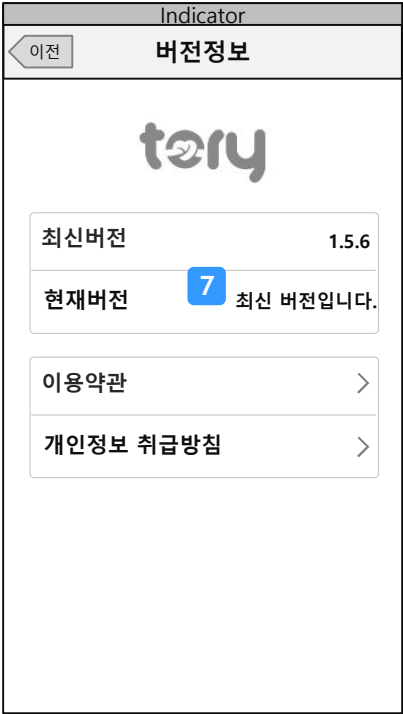 Indicator
이전
버전정보
tory
최신버전 1.5.6
현재버전 7 최신 버전입니다.
이용약관
개인정보 취급방침